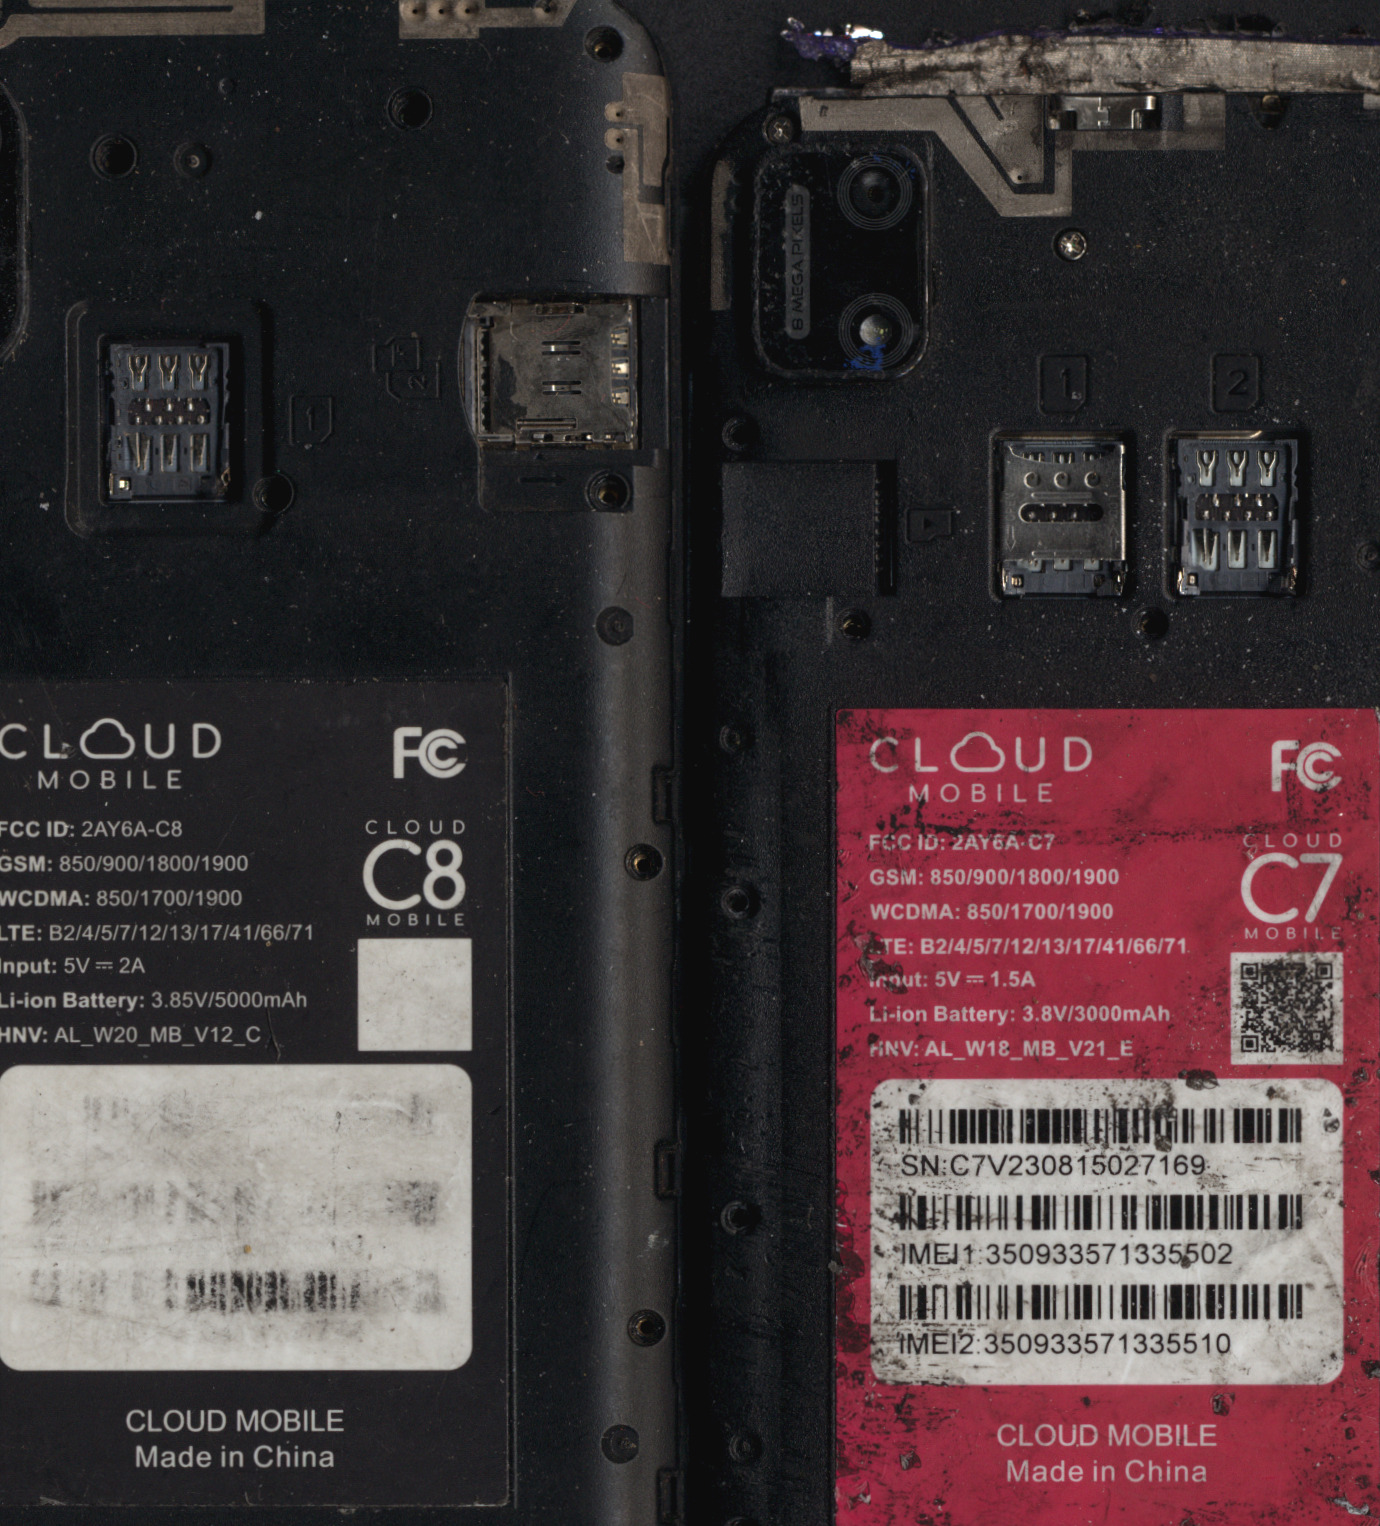 8 MEGA PIXELS
1
2
1
2
CLOUD
MOBILE
FC
FCC ID: 2AY6A-C8
GSM: 850/900/1800/1900
WCDMA: 850/1700/1900
LTE: B2/4/5/7/12/13/17/41/66/71
Input: 5V ⎓ 2A
Li-ion Battery: 3.85V/5000mAh
HNV: AL_W20_MB_V12_C
CLOUD
C8
MOBILE
CLOUD MOBILE
Made in China
CLOUD
MOBILE
FC
FCC ID: 2AY6A-C7
GSM: 850/900/1800/1900
WCDMA: 850/1700/1900
LTE: B2/4/5/7/12/13/17/41/66/71
Input: 5V ⎓ 1.5A
Li-ion Battery: 3.8V/3000mAh
HNV: AL_W18_MB_V21_E
CLOUD
C7
MOBILE
SN:C7V230815027169
IMEI1:350933571335502
IMEI2:350933571335510
CLOUD MOBILE
Made in China